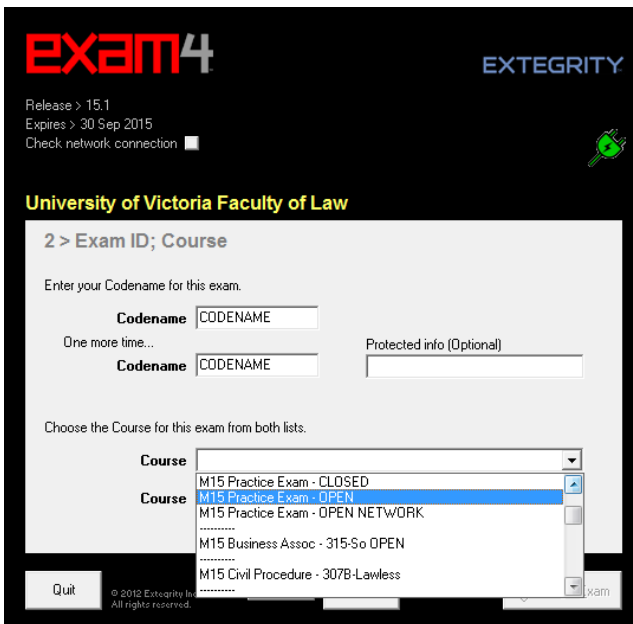 exam4
EXTEGRITY
Release > 15.1
Expires > 30 Sep 2015
Check network connection
University of Victoria Faculty of Law
2 > Exam ID; Course
Enter your Codename for this exam.
Codename CODENAME
One more time... Protected info (Optional)
Codename CODENAME
Choose the Course for this exam from both lists.
Course
M15 Practice Exam - CLOSED
Course M15 Practice Exam - OPEN
M15 Practice Exam - OPEN NETWORK
----------
M15 Business Assoc - 315-So OPEN
----------
M15 Civil Procedure - 307B-Lawless
----------
Quit
© 2012 Extegrity Inc
All rights reserved.